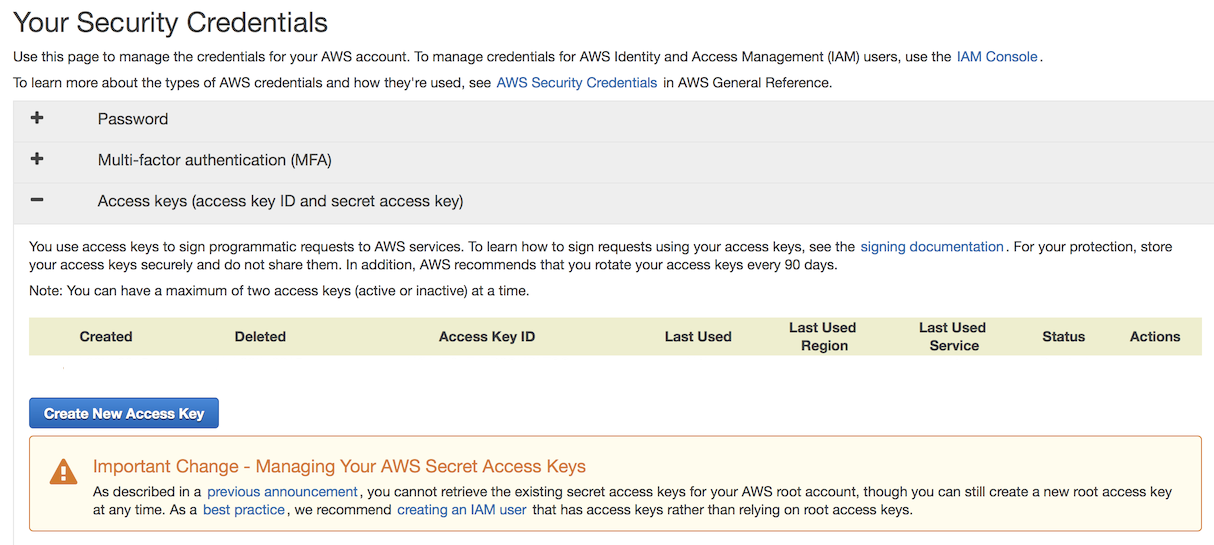 Your Security Credentials
Use this page to manage the credentials for your AWS account. To manage credentials for AWS Identity and Access Management (IAM) users, use the IAM Console.
To learn more about the types of AWS credentials and how they're used, see AWS Security Credentials in AWS General Reference.
Password
Multi-factor authentication (MFA)
Access keys (access key ID and secret access key)
You use access keys to sign programmatic requests to AWS services. To learn how to sign requests using your access keys, see the signing documentation. For your protection, store
your access keys securely and do not share them. In addition, AWS recommends that you rotate your access keys every 90 days.
Note: You can have a maximum of two access keys (active or inactive) at a time.
Created Deleted Access Key ID Last Used Last Used Region Last Used Service Status Actions
Create New Access Key
Important Change - Managing Your AWS Secret Access Keys
As described in a previous announcement, you cannot retrieve the existing secret access keys for your AWS root account, though you can still create a new root access key
at any time. As a best practice, we recommend creating an IAM user that has access keys rather than relying on root access keys.